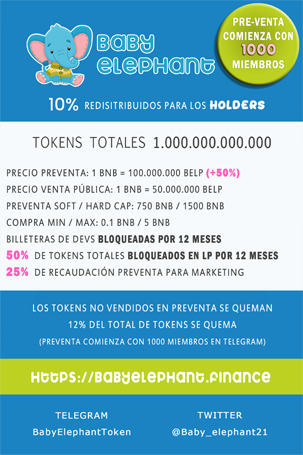 PRE-VENTA
COMIENZA CON
1000
MIEMBROS
BABY
ELEPHANT
10% REDISITRIBUIDOS PARA LOS HOLDERS
TOKENS TOTALES 1.000.000.000.000
PRECIO PREVENTA: 1 BNB = 100.000.000 BELP (+50%)
PRECIO VENTA PÚBLICA: 1 BNB = 50.000.000 BELP
PREVENTA SOFT / HARD CAP: 750 BNB / 1500 BNB
COMPRA MIN / MAX: 0.1 BNB / 5 BNB
BILLETERAS DE DEVS BLOQUEADAS POR 12 MESES
50% DE TOKENS TOTALES BLOQUEADOS EN LP POR 12 MESES
25% DE RECAUDACIÓN PREVENTA PARA MARKETING
LOS TOKENS NO VENDIDOS EN PREVENTA SE QUEMAN
12% DEL TOTAL DE TOKENS SE QUEMA
(PREVENTA COMIENZA CON 1000 MIEMBROS EN TELEGRAM)
HTTPS://BABYELEPHANT.FINANCE
TELEGRAM TWITTER
BabyElephantToken @Baby_elephant21